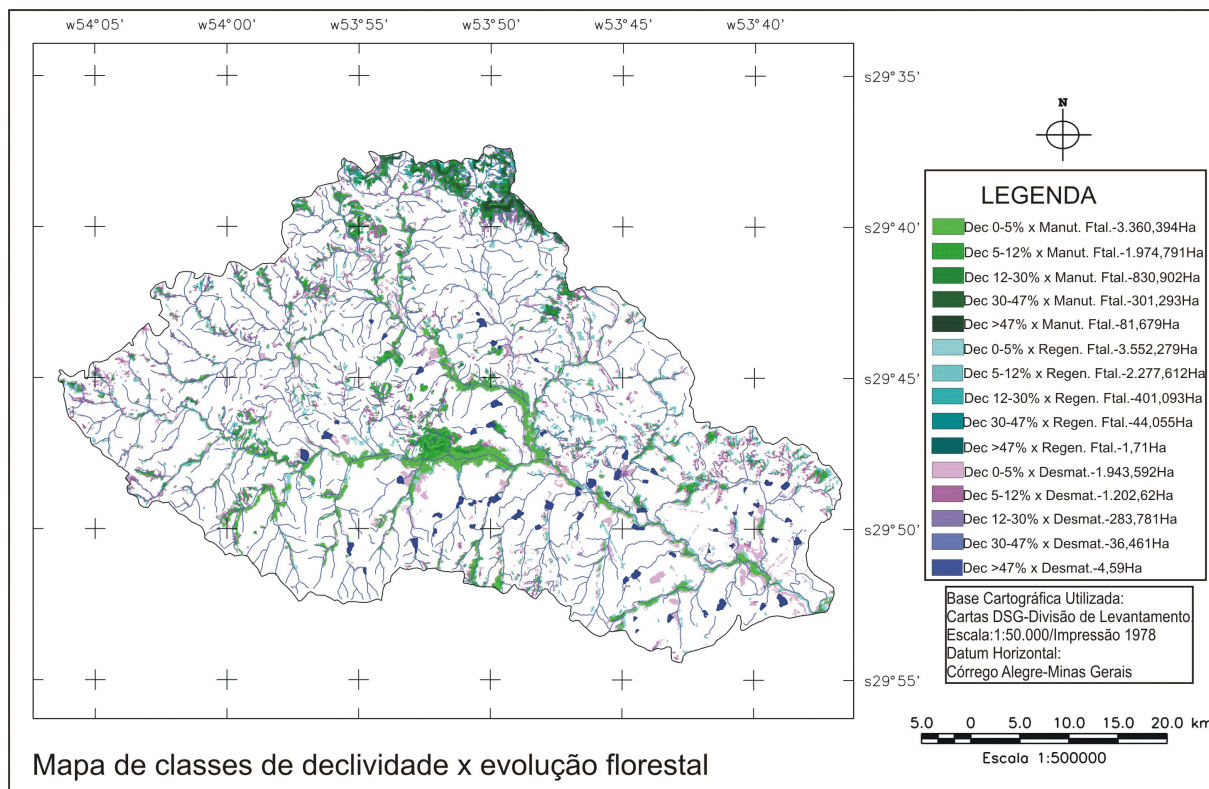 w54°05' w54°00' w53°55' w53°50' w53°45' w53°40'
s29°35'
s29°40'
s29°45'
s29°50'
s29°55'
N
LEGENDA
Dec 0-5% x Manut. Ftal.-3.360,394Ha
Dec 5-12% x Manut. Ftal.-1.974,791Ha
Dec 12-30% x Manut. Ftal.-830,902Ha
Dec 30-47% x Manut. Ftal.-301,293Ha
Dec >47% x Manut. Ftal.-81,679Ha
Dec 0-5% x Regen. Ftal.-3.552,279Ha
Dec 5-12% x Regen. Ftal.-2.277,612Ha
Dec 12-30% x Regen. Ftal.-401,093Ha
Dec 30-47% x Regen. Ftal.-44,055Ha
Dec >47% x Regen. Ftal.-1,71Ha
Dec 0-5% x Desmat.-1.943,592Ha
Dec 5-12% x Desmat.-1.202,62Ha
Dec 12-30% x Desmat.-283,781Ha
Dec 30-47% x Desmat.-36,461Ha
Dec >47% x Desmat.-4,59Ha
Base Cartográfica Utilizada:
Cartas DSG-Divisão de Levantamento.
Escala:1:50.000/Impressão 1978
Datum Horizontal:
Córrego Alegre-Minas Gerais
5.0 0 5.0 10.0 15.0 20.0 km
Escala 1:500000
Mapa de classes de declividade x evolução florestal